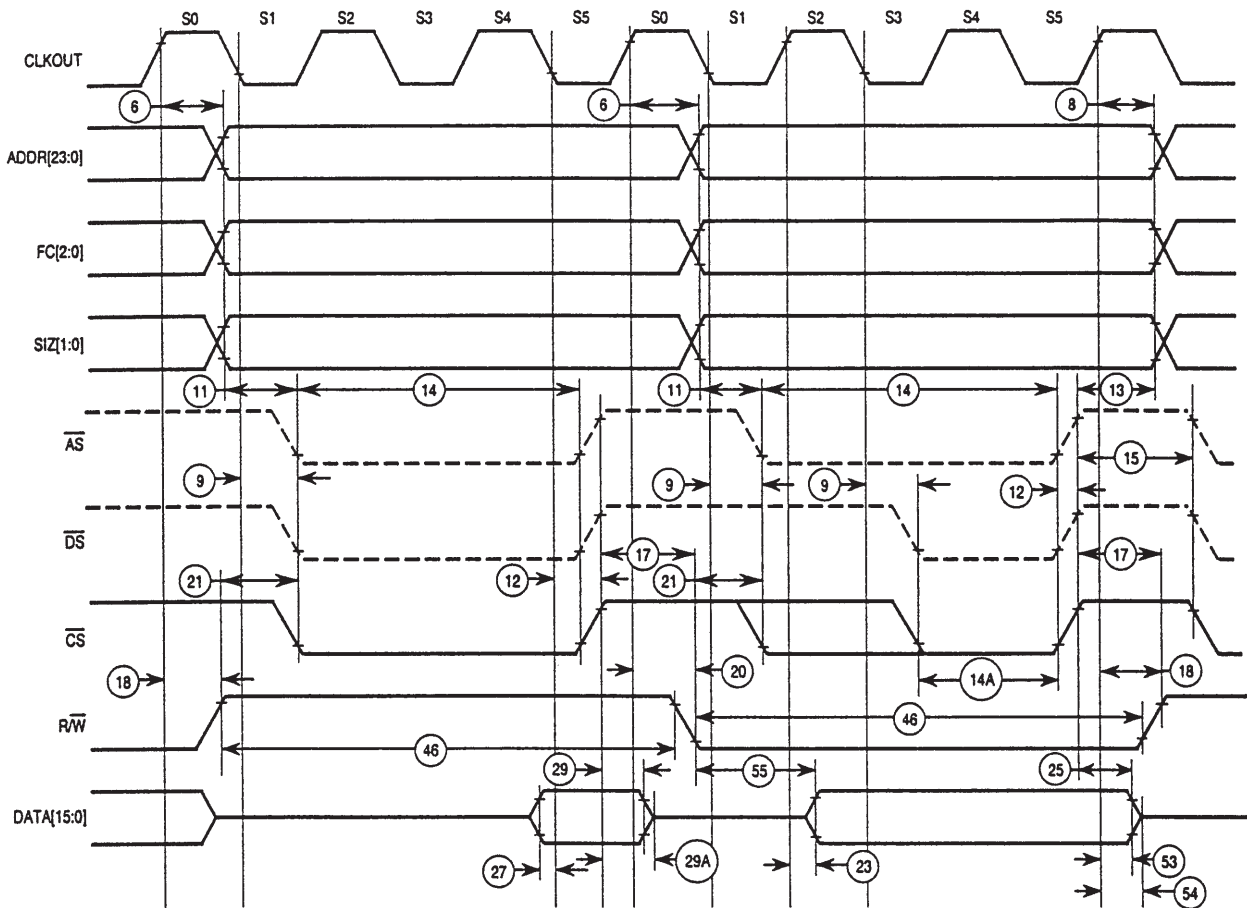 S0 S1 S2 S3 S4 S5 S0 S1 S2 S3 S4 S5
CLKOUT
6 6 8
ADDR[23:0]
FC[2:0]
SIZ[1:0]
11 14 11 14 13
AS
15
9 9 9 12
DS
17 17
21 12 21
CS
18 20 14A 18
R/W
46 46
29 55 25
DATA[15:0]
27 29A 23 53
54